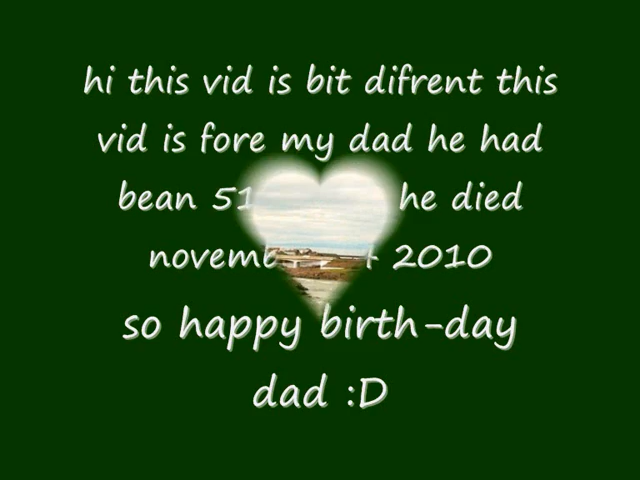 hi this vid is bit difrent this
vid is fore my dad he had
bean 51 he died
novemb 2010
so happy birth-day
dad :D